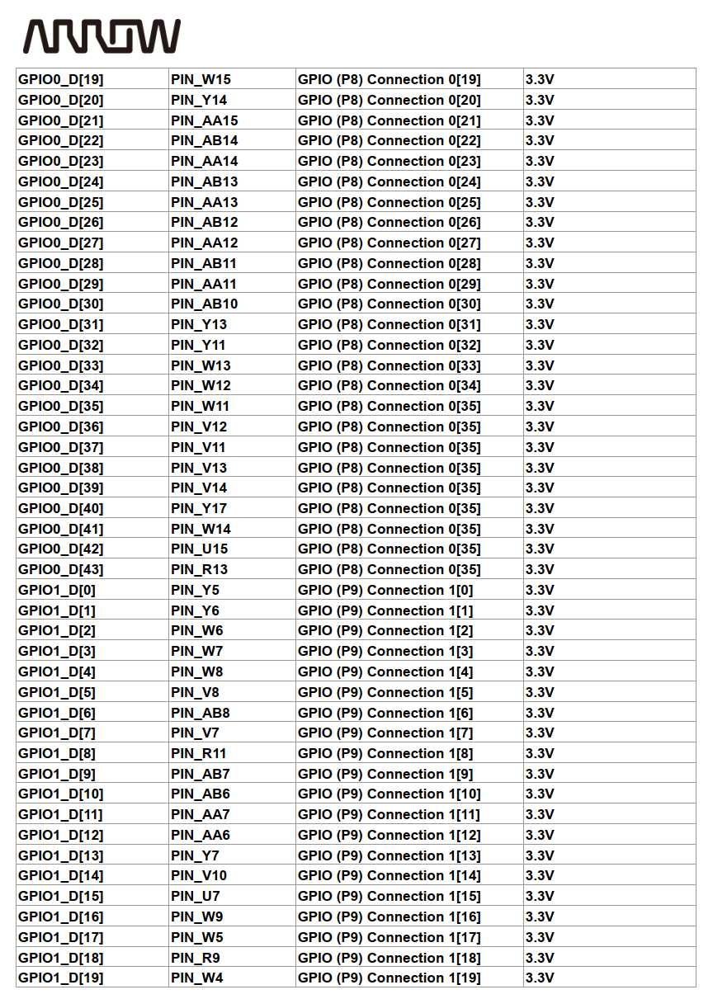 ARROW
GPIO0_D[19] PIN_W15 GPIO (P8) Connection 0[19] 3.3V
GPIO0_D[20] PIN_Y14 GPIO (P8) Connection 0[20] 3.3V
GPIO0_D[21] PIN_AA15 GPIO (P8) Connection 0[21] 3.3V
GPIO0_D[22] PIN_AB14 GPIO (P8) Connection 0[22] 3.3V
GPIO0_D[23] PIN_AA14 GPIO (P8) Connection 0[23] 3.3V
GPIO0_D[24] PIN_AB13 GPIO (P8) Connection 0[24] 3.3V
GPIO0_D[25] PIN_AA13 GPIO (P8) Connection 0[25] 3.3V
GPIO0_D[26] PIN_AB12 GPIO (P8) Connection 0[26] 3.3V
GPIO0_D[27] PIN_AA12 GPIO (P8) Connection 0[27] 3.3V
GPIO0_D[28] PIN_AB11 GPIO (P8) Connection 0[28] 3.3V
GPIO0_D[29] PIN_AA11 GPIO (P8) Connection 0[29] 3.3V
GPIO0_D[30] PIN_AB10 GPIO (P8) Connection 0[30] 3.3V
GPIO0_D[31] PIN_Y13 GPIO (P8) Connection 0[31] 3.3V
GPIO0_D[32] PIN_Y11 GPIO (P8) Connection 0[32] 3.3V
GPIO0_D[33] PIN_W13 GPIO (P8) Connection 0[33] 3.3V
GPIO0_D[34] PIN_W12 GPIO (P8) Connection 0[34] 3.3V
GPIO0_D[35] PIN_W11 GPIO (P8) Connection 0[35] 3.3V
GPIO0_D[36] PIN_V12 GPIO (P8) Connection 0[35] 3.3V
GPIO0_D[37] PIN_V11 GPIO (P8) Connection 0[35] 3.3V
GPIO0_D[38] PIN_V13 GPIO (P8) Connection 0[35] 3.3V
GPIO0_D[39] PIN_V14 GPIO (P8) Connection 0[35] 3.3V
GPIO0_D[40] PIN_Y17 GPIO (P8) Connection 0[35] 3.3V
GPIO0_D[41] PIN_W14 GPIO (P8) Connection 0[35] 3.3V
GPIO0_D[42] PIN_U15 GPIO (P8) Connection 0[35] 3.3V
GPIO0_D[43] PIN_R13 GPIO (P8) Connection 0[35] 3.3V
GPIO1_D[0] PIN_Y5 GPIO (P9) Connection 1[0] 3.3V
GPIO1_D[1] PIN_Y6 GPIO (P9) Connection 1[1] 3.3V
GPIO1_D[2] PIN_W6 GPIO (P9) Connection 1[2] 3.3V
GPIO1_D[3] PIN_W7 GPIO (P9) Connection 1[3] 3.3V
GPIO1_D[4] PIN_W8 GPIO (P9) Connection 1[4] 3.3V
GPIO1_D[5] PIN_V8 GPIO (P9) Connection 1[5] 3.3V
GPIO1_D[6] PIN_AB8 GPIO (P9) Connection 1[6] 3.3V
GPIO1_D[7] PIN_V7 GPIO (P9) Connection 1[7] 3.3V
GPIO1_D[8] PIN_R11 GPIO (P9) Connection 1[8] 3.3V
GPIO1_D[9] PIN_AB7 GPIO (P9) Connection 1[9] 3.3V
GPIO1_D[10] PIN_AB6 GPIO (P9) Connection 1[10] 3.3V
GPIO1_D[11] PIN_AA7 GPIO (P9) Connection 1[11] 3.3V
GPIO1_D[12] PIN_AA6 GPIO (P9) Connection 1[12] 3.3V
GPIO1_D[13] PIN_Y7 GPIO (P9) Connection 1[13] 3.3V
GPIO1_D[14] PIN_V10 GPIO (P9) Connection 1[14] 3.3V
GPIO1_D[15] PIN_U7 GPIO (P9) Connection 1[15] 3.3V
GPIO1_D[16] PIN_W9 GPIO (P9) Connection 1[16] 3.3V
GPIO1_D[17] PIN_W5 GPIO (P9) Connection 1[17] 3.3V
GPIO1_D[18] PIN_R9 GPIO (P9) Connection 1[18] 3.3V
GPIO1_D[19] PIN_W4 GPIO (P9) Connection 1[19] 3.3V